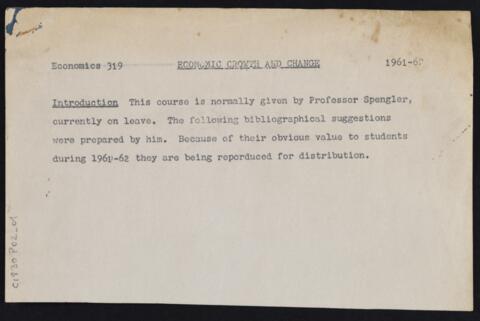 Economics 319 ECONOMIC GROWTH AND CHANGE 1961-62
Introduction This course is normally given by Professor Spengler,
currently on leave. The following bibliographical suggestions
were prepared by him. Because of their obvious value to students
during 1961-62 they are being reporduced for distribution.
C1930P02_01